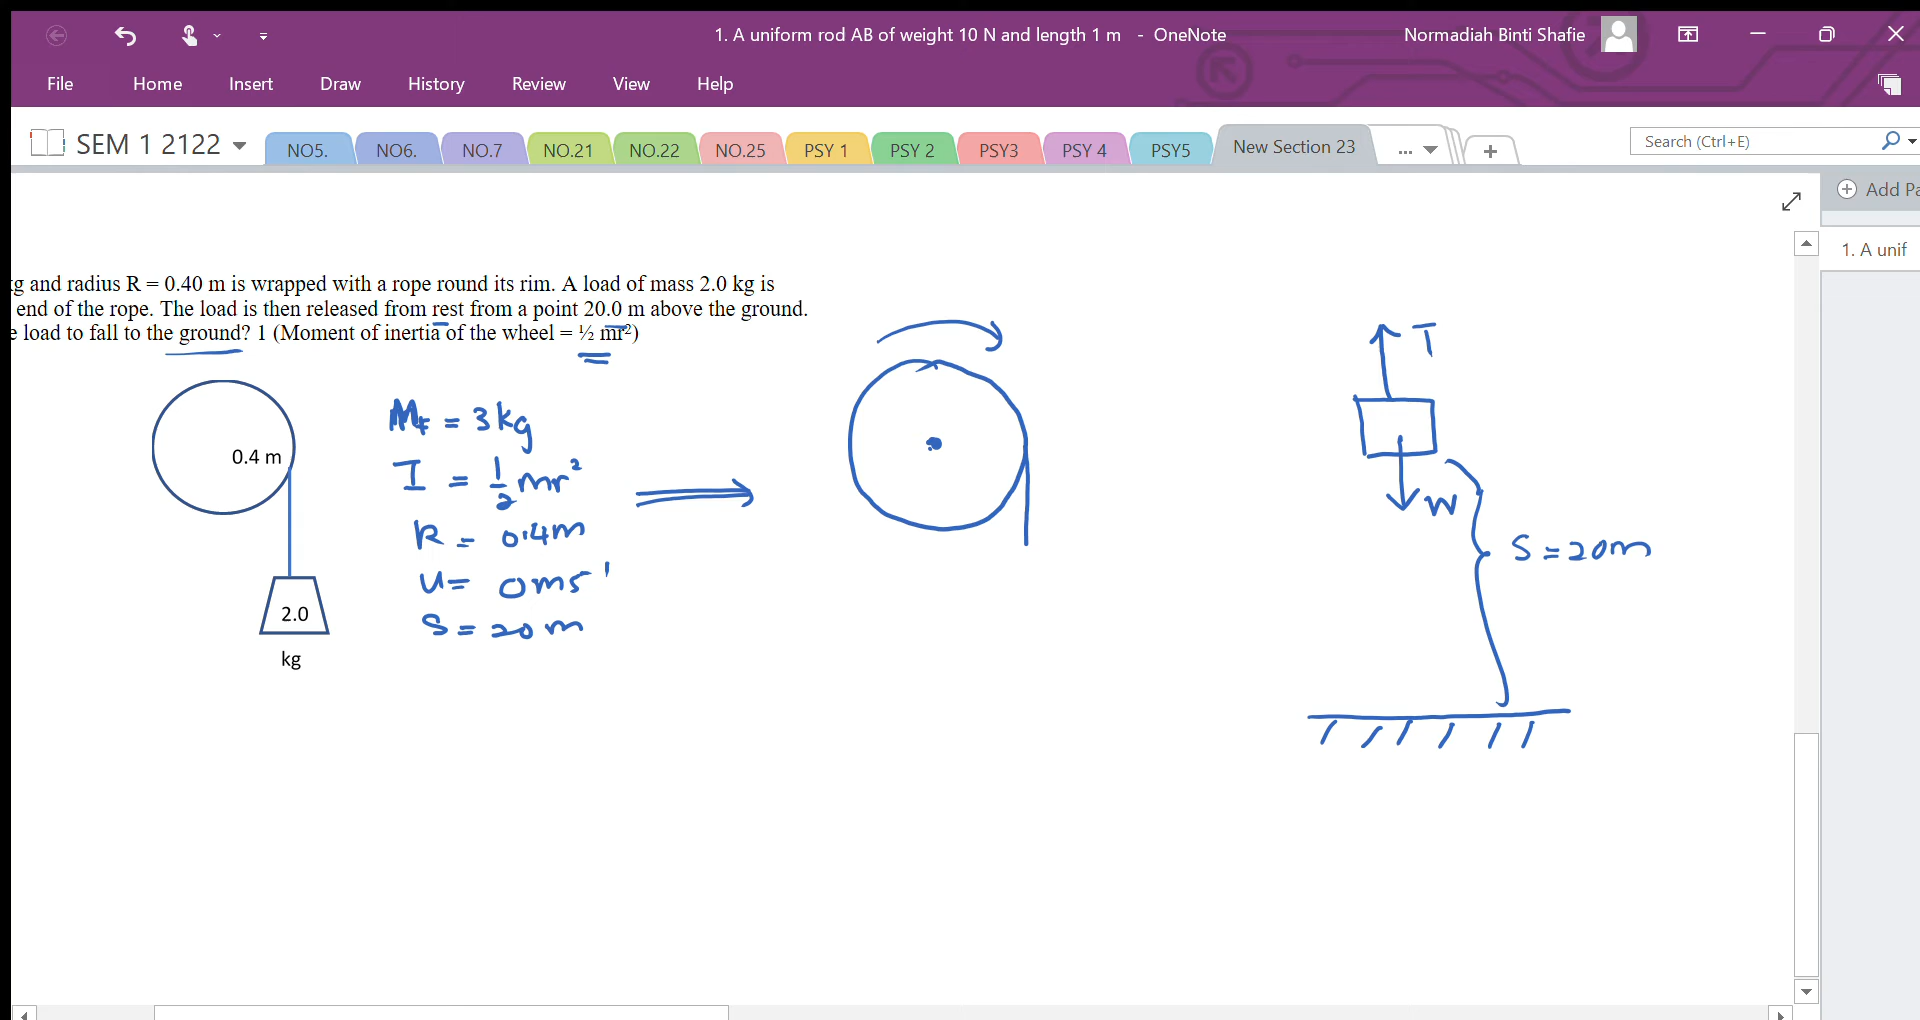 1. A uniform rod AB of weight 10 N and length 1 m - OneNote
Normadiah Binti Shafie
File Home Insert Draw History Review View Help
SEM 1 2122
NO5. NO6. NO.7 NO.21 NO.22 NO.25 PSY 1 PSY 2 PSY3 PSY 4 PSY5 New Section 23 ... +
Search (Ctrl+E)
Add Pa
1. A unif
g and radius R = 0.40 m is wrapped with a rope round its rim. A load of mass 2.0 kg is
end of the rope. The load is then released from rest from a point 20.0 m above the ground.
e load to fall to the ground? 1 (Moment of inertia of the wheel = ½ mr²)
0.4 m
2.0
kg
= 3kg
I = 1/2 mr²
R = 0.4m
u = 0ms⁻¹
S = 20 m
T
W
S = 20m